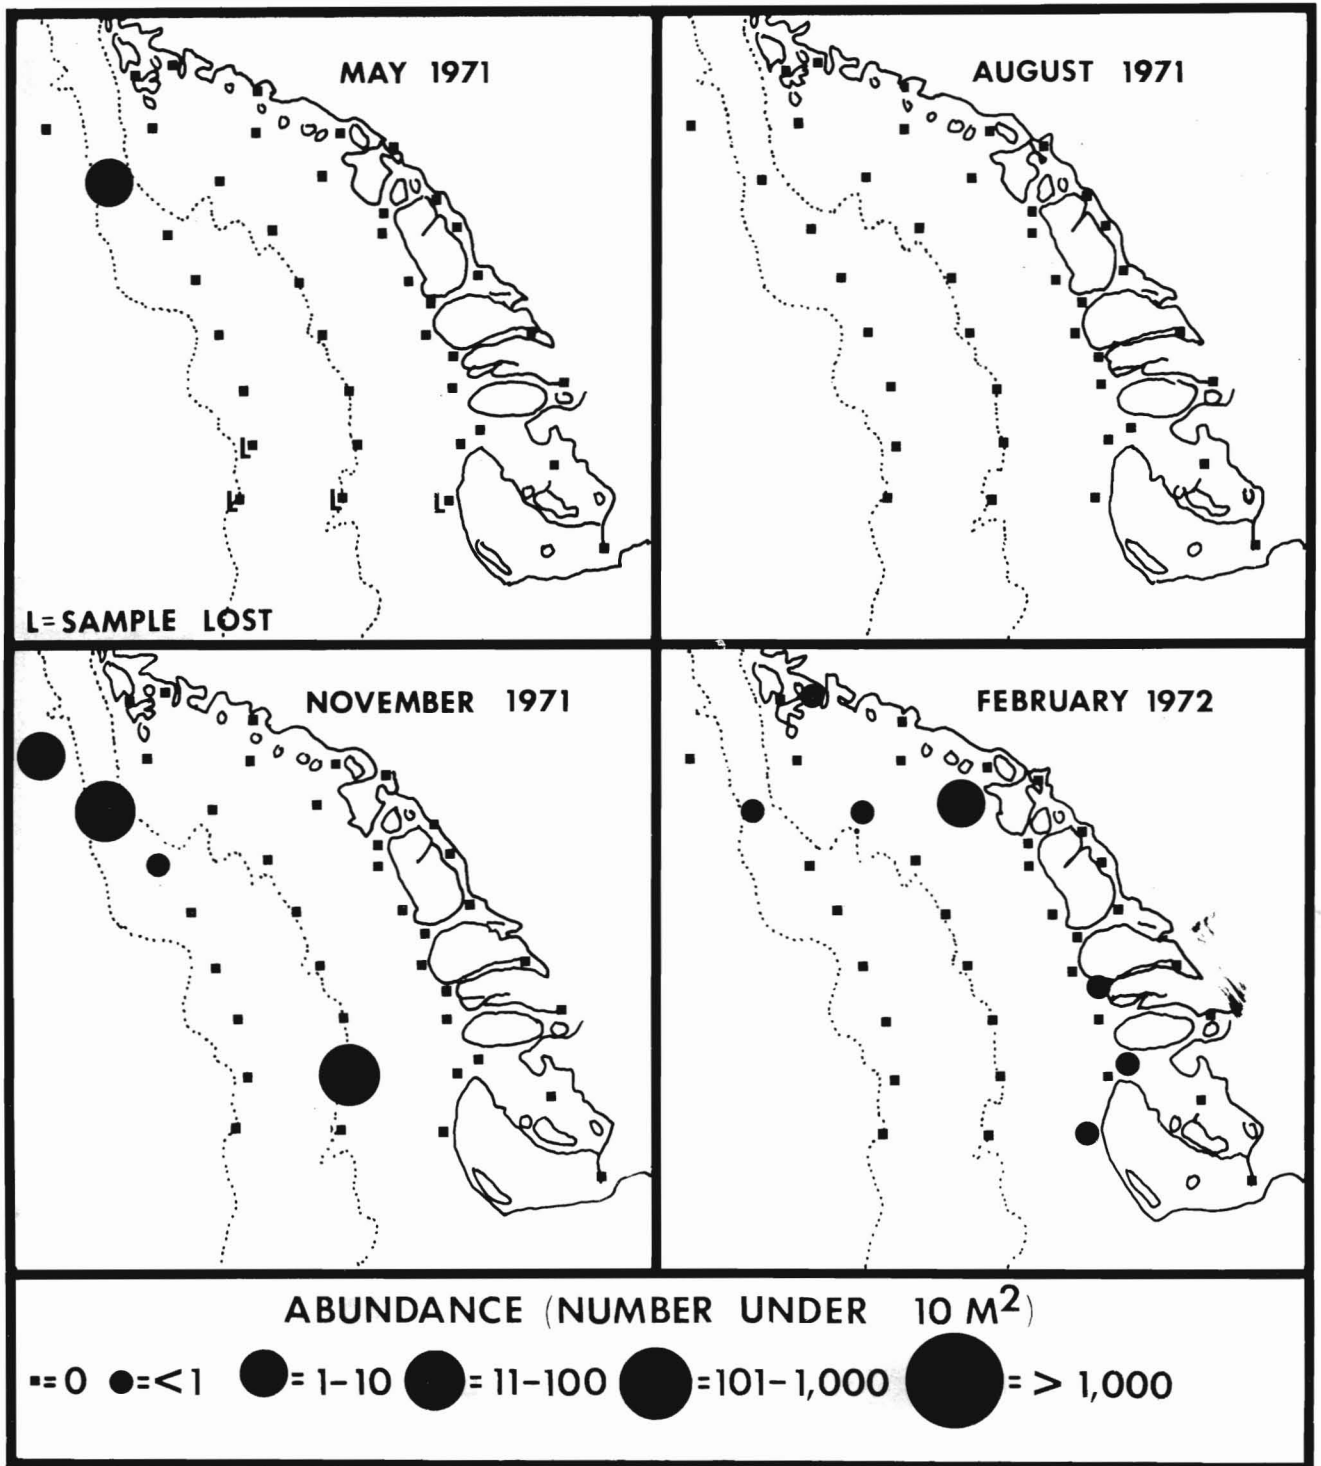 MAY 1971
AUGUST 1971
L
L
L
L
L=SAMPLE LOST
NOVEMBER 1971
FEBRUARY 1972
ABUNDANCE (NUMBER UNDER 10 M²)
=0 =<1 =1-10 =11-100 =101-1,000 => 1,000